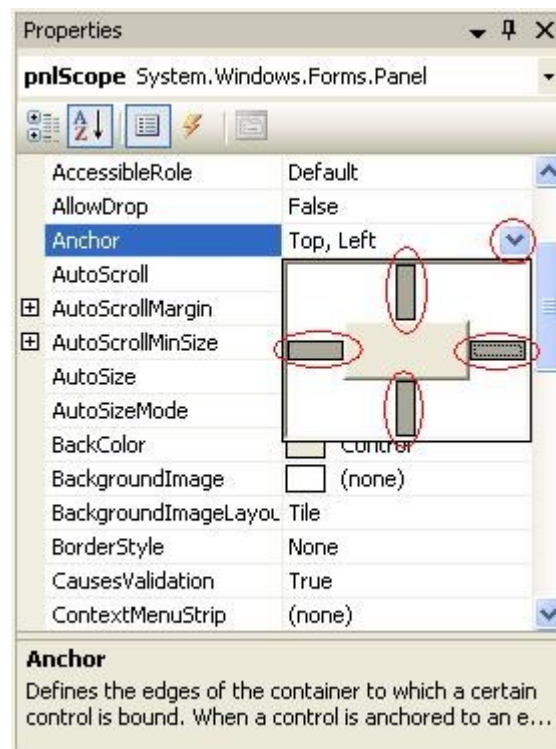 Properties
pnlScope System.Windows.Forms.Panel
AccessibleRole Default
AllowDrop False
Anchor Top, Left
AutoScroll
AutoScrollMargin
AutoScrollMinSize
AutoSize
AutoSizeMode
BackColor Control
BackgroundImage (none)
BackgroundImageLayou Tile
BorderStyle None
CausesValidation True
ContextMenuStrip (none)
Anchor
Defines the edges of the container to which a certain
control is bound. When a control is anchored to an e...